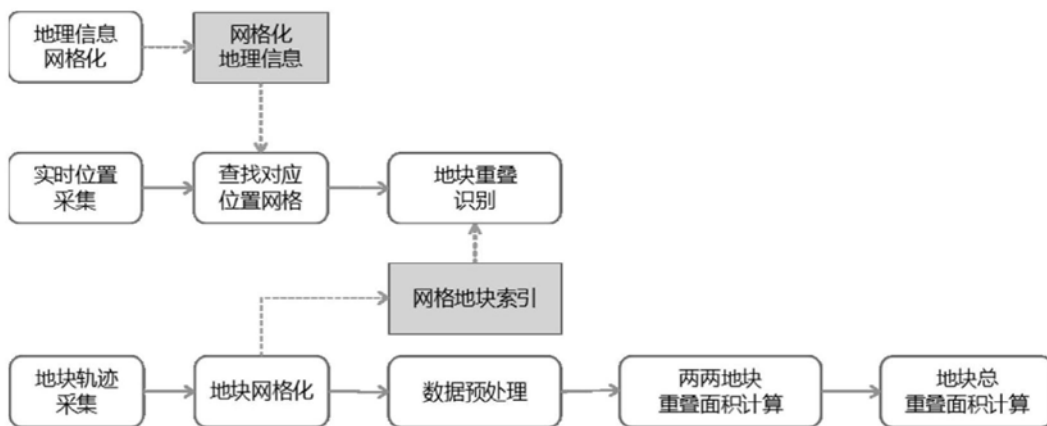 地理信息
网格化
网格化
地理信息
实时位置
采集
查找对应
位置网格
地块重叠
识别
网格地块索引
地块轨迹
采集
地块网格化
数据预处理
两两地块
重叠面积计算
地块总
重叠面积计算